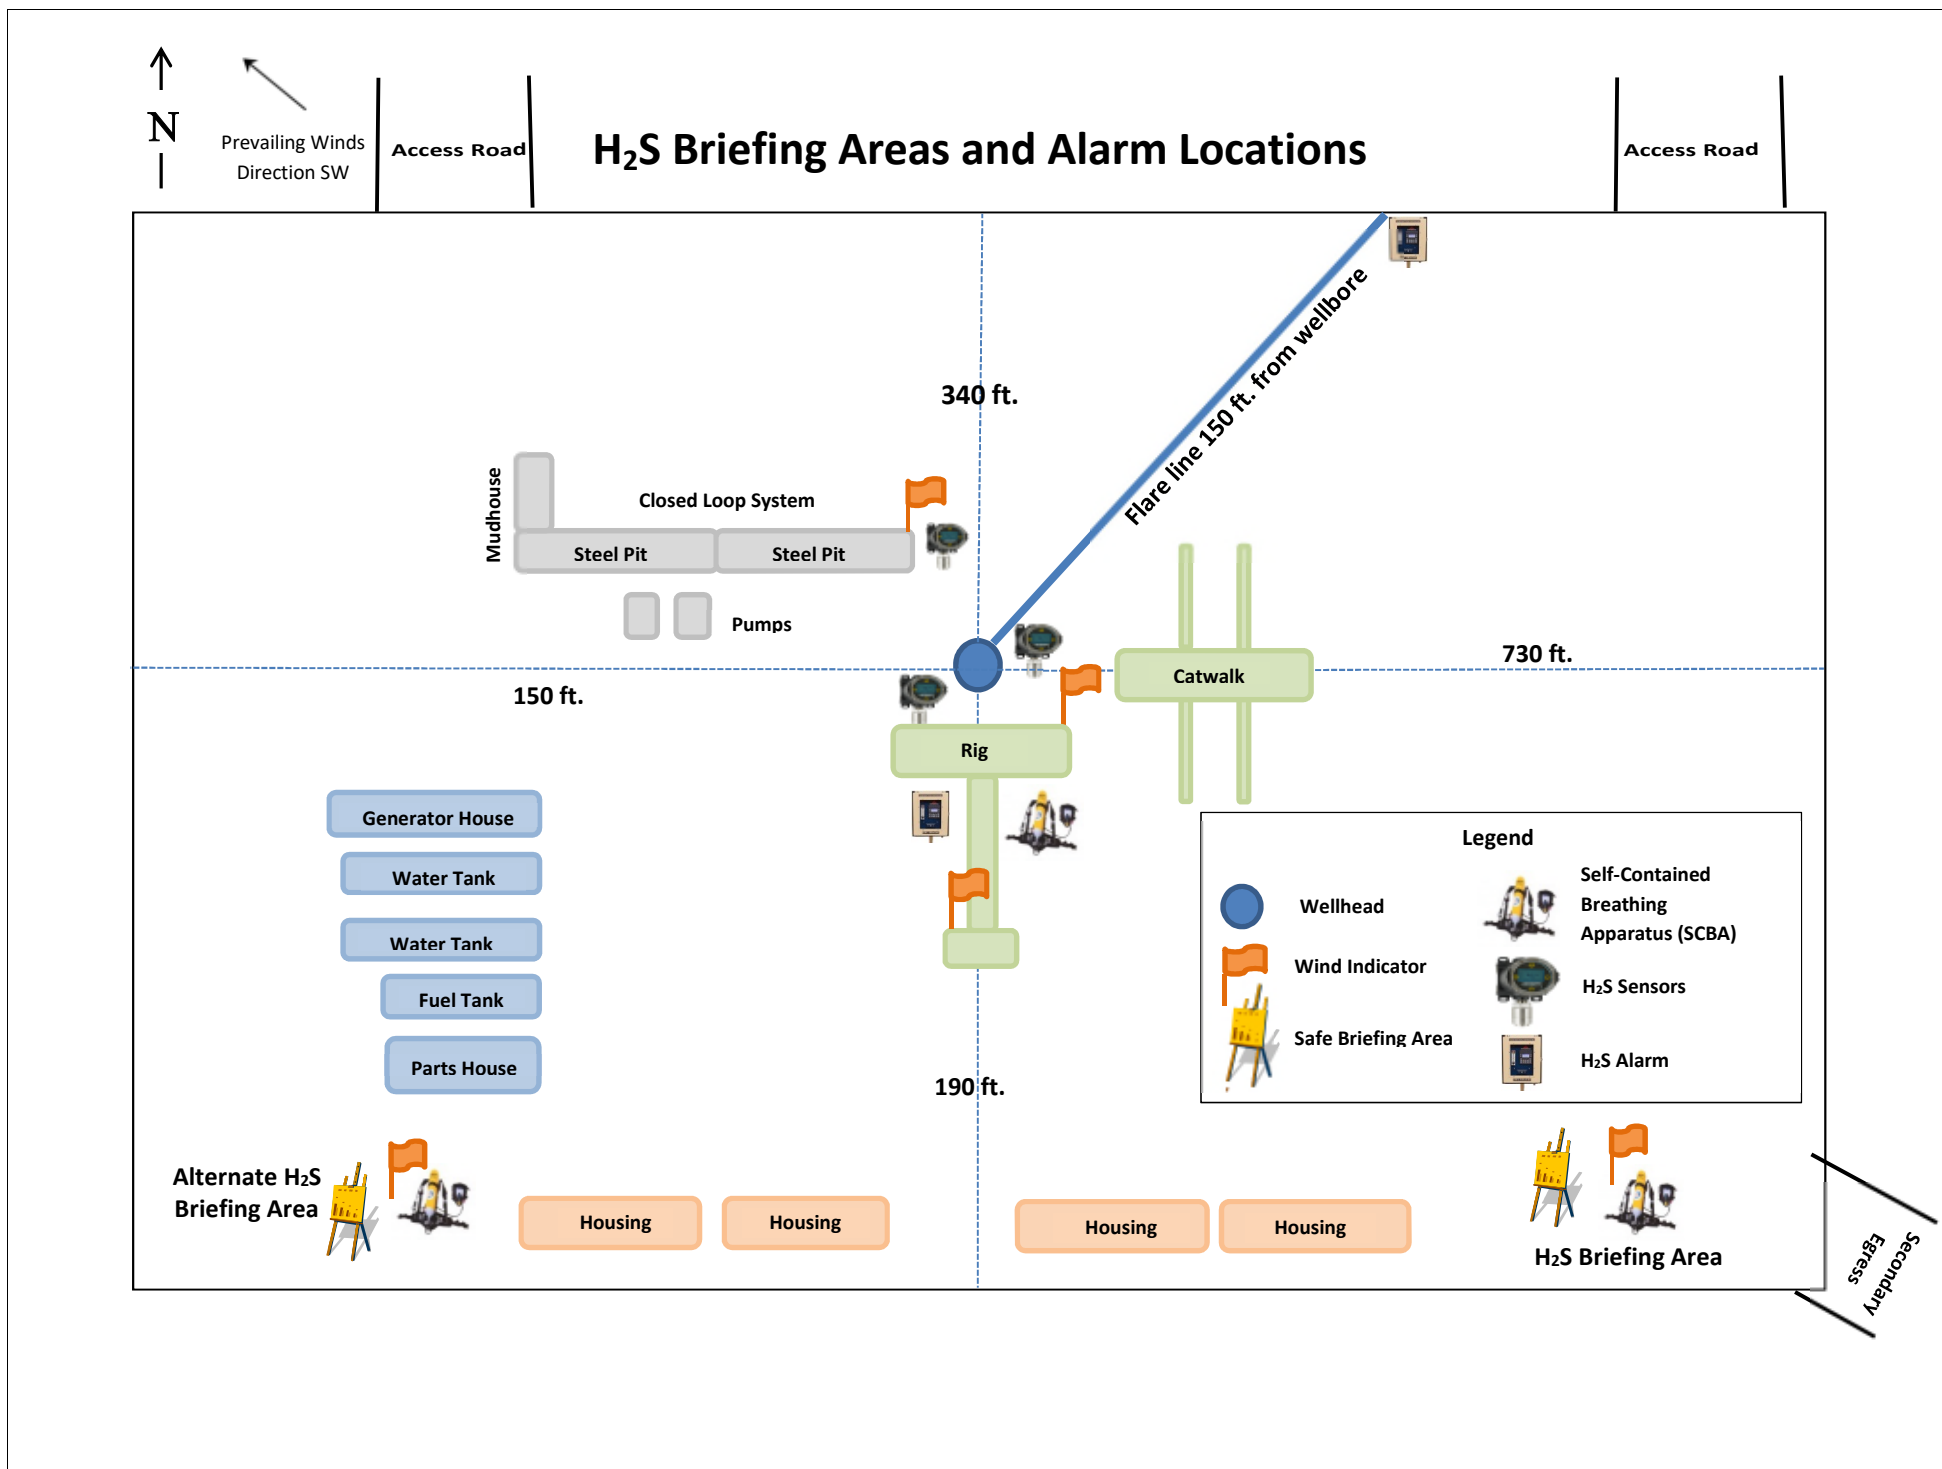 N
Prevailing Winds
Direction SW
Access Road
H₂S Briefing Areas and Alarm Locations
Access Road
340 ft.
Flare line 150 ft. from wellbore
Mudhouse
Closed Loop System
Steel Pit
Steel Pit
Pumps
730 ft.
Catwalk
150 ft.
Rig
Generator House
Water Tank
Water Tank
Fuel Tank
Parts House
190 ft.
Legend
Wellhead
Wind Indicator
Safe Briefing Area
Self-Contained
Breathing
Apparatus (SCBA)
H₂S Sensors
H₂S Alarm
Alternate H₂S
Briefing Area
Housing
Housing
Housing
Housing
H₂S Briefing Area
Secondary
Egress